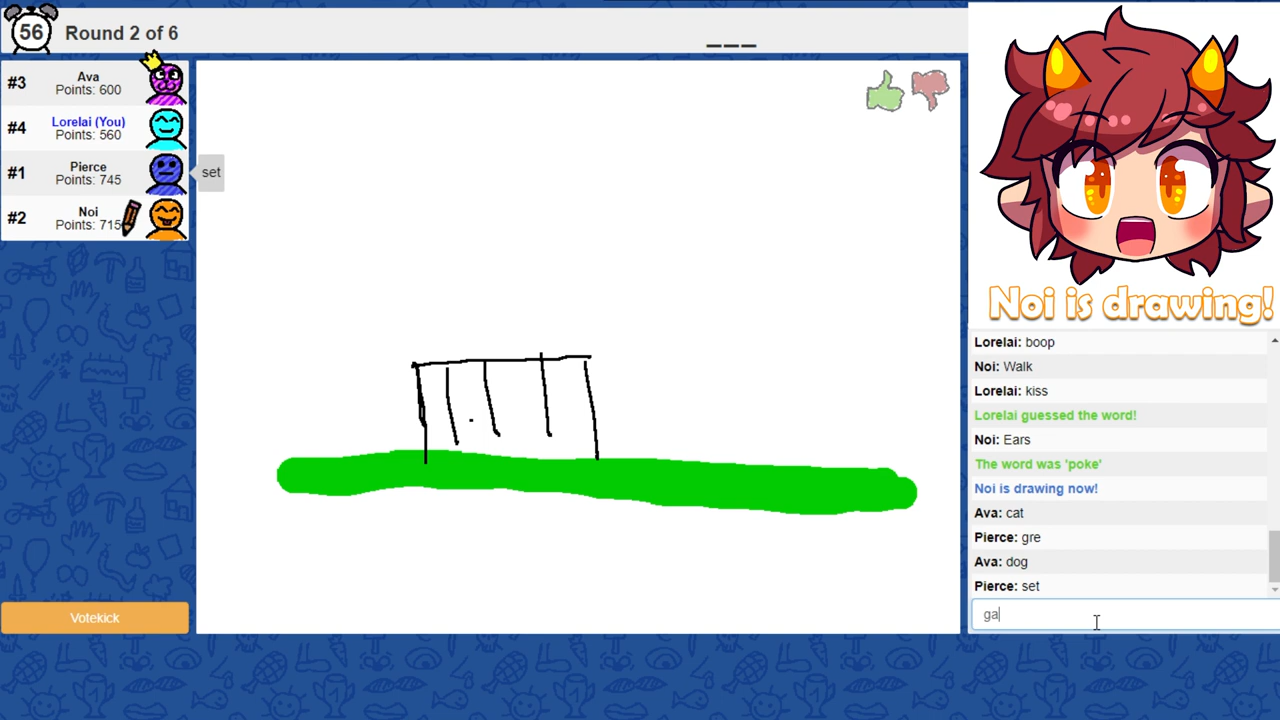 56
Round 2 of 6
_ _ _
#3 Ava
Points: 600
#4 Lorelai (You)
Points: 560
#1 Pierce
Points: 745
set
#2 Noi
Points: 715
Votekick
Noi is drawing!
Lorelai: boop
Noi: Walk
Lorelai: kiss
Lorelai guessed the word!
Noi: Ears
The word was 'poke'
Noi is drawing now!
Ava: cat
Pierce: gre
Ava: dog
Pierce: set
ga